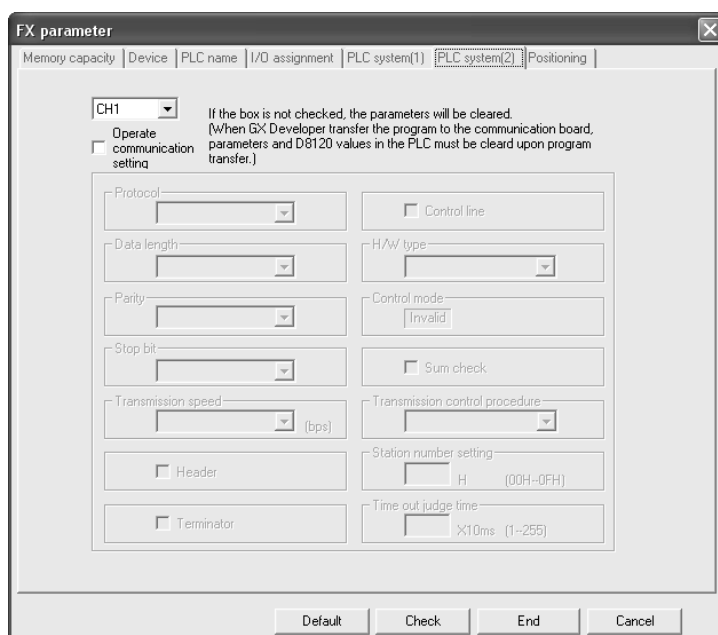 FX parameter
Memory capacity Device PLC name I/O assignment PLC system(1) PLC system(2) Positioning
CH1
If the box is not checked, the parameters will be cleared.
(When GX Developer transfer the program to the communication board,
parameters and D8120 values in the PLC must be cleard upon program
transfer.)
Operate
communication
setting
Protocol
Control line
Data length
H/W type
Parity
Control mode
Invalid
Stop bit
Sum check
Transmission speed
(bps)
Transmission control procedure
Header
Station number setting
H (00H--0FH)
Terminator
Time out judge time
X10ms (1--255)
Default Check End Cancel